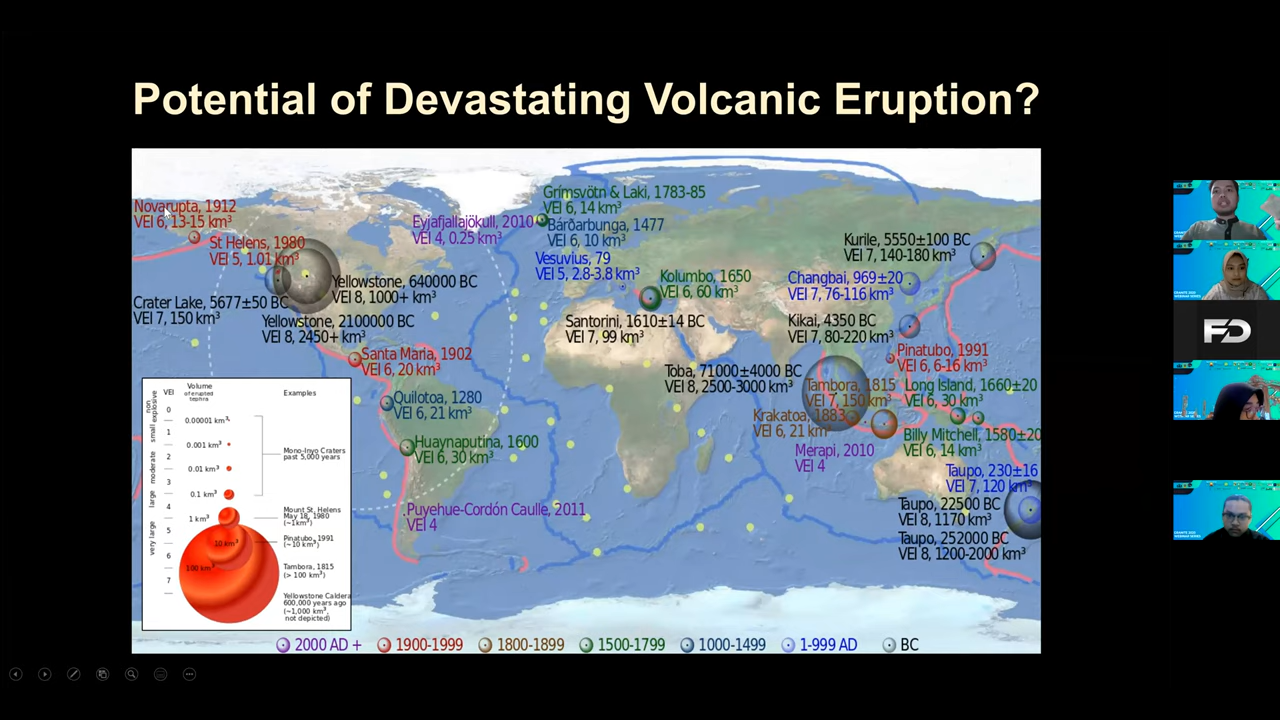 Potential of Devastating Volcanic Eruption?
Grímsvötn & Laki, 1783-85
VEI 6, 14 km³
Novarupta, 1912
VEI 6, 13-15 km³
Eyjafjallajökull, 2010
VEI 4, 0.25 km³
Bárðarbunga, 1477
VEI 6, 10 km³
St Helens, 1980
VEI 5, 1.01 km³
Kurile, 5550±100 BC
VEI 7, 140-180 km³
Vesuvius, 79
VEI 5, 2.8-3.8 km³
Yellowstone, 640000 BC
VEI 8, 1000+ km³
Kolumbo, 1650
VEI 6, 60 km³
Changbai, 969±20
VEI 7, 76-116 km³
Crater Lake, 5677±50 BC
VEI 7, 150 km³
Yellowstone, 2100000 BC
VEI 8, 2450+ km³
Santorini, 1610±14 BC
VEI 7, 99 km³
Kikai, 4350 BC
VEI 7, 80-220 km³
Santa Maria, 1902
VEI 6, 20 km³
Pinatubo, 1991
VEI 6, 6-16 km³
Toba, 71000±4000 BC
VEI 8, 2500-3000 km³
Tambora, 1815
VEI 7, 150 km³
Long Island, 1660±20
VEI 6, 30 km³
Quilotoa, 1280
VEI 6, 21 km³
Krakatoa, 1883
VEI 6, 21 km³
Billy Mitchell, 1580±20
VEI 6, 14 km³
Huaynaputina, 1600
VEI 6, 30 km³
Merapi, 2010
VEI 4
Taupo, 230±16
VEI 7, 120 km³
Puyehue-Cordón Caulle, 2011
VEI 4
Taupo, 22500 BC
VEI 8, 1170 km³
Taupo, 252000 BC
VEI 8, 1200-2000 km³
VEI
Volume
of erupted
tephra
Examples
non explosive
small
moderate
large
very large
0
1
2
3
4
5
6
7
0.00001 km³
0.001 km³
0.01 km³
0.1 km³
1 km³
10 km³
100 km³
Mono-Inyo Craters
past 5,000 years
Mount St. Helens
May 18, 1980
(~1km³)
Pinatubo, 1991
(~10 km³)
Tambora, 1815
(> 100 km³)
Yellowstone Caldera
600,000 years ago
(~1,000 km³,
not depicted)
2000 AD +
1900-1999
1800-1899
1500-1799
1000-1499
1-999 AD
BC
FD